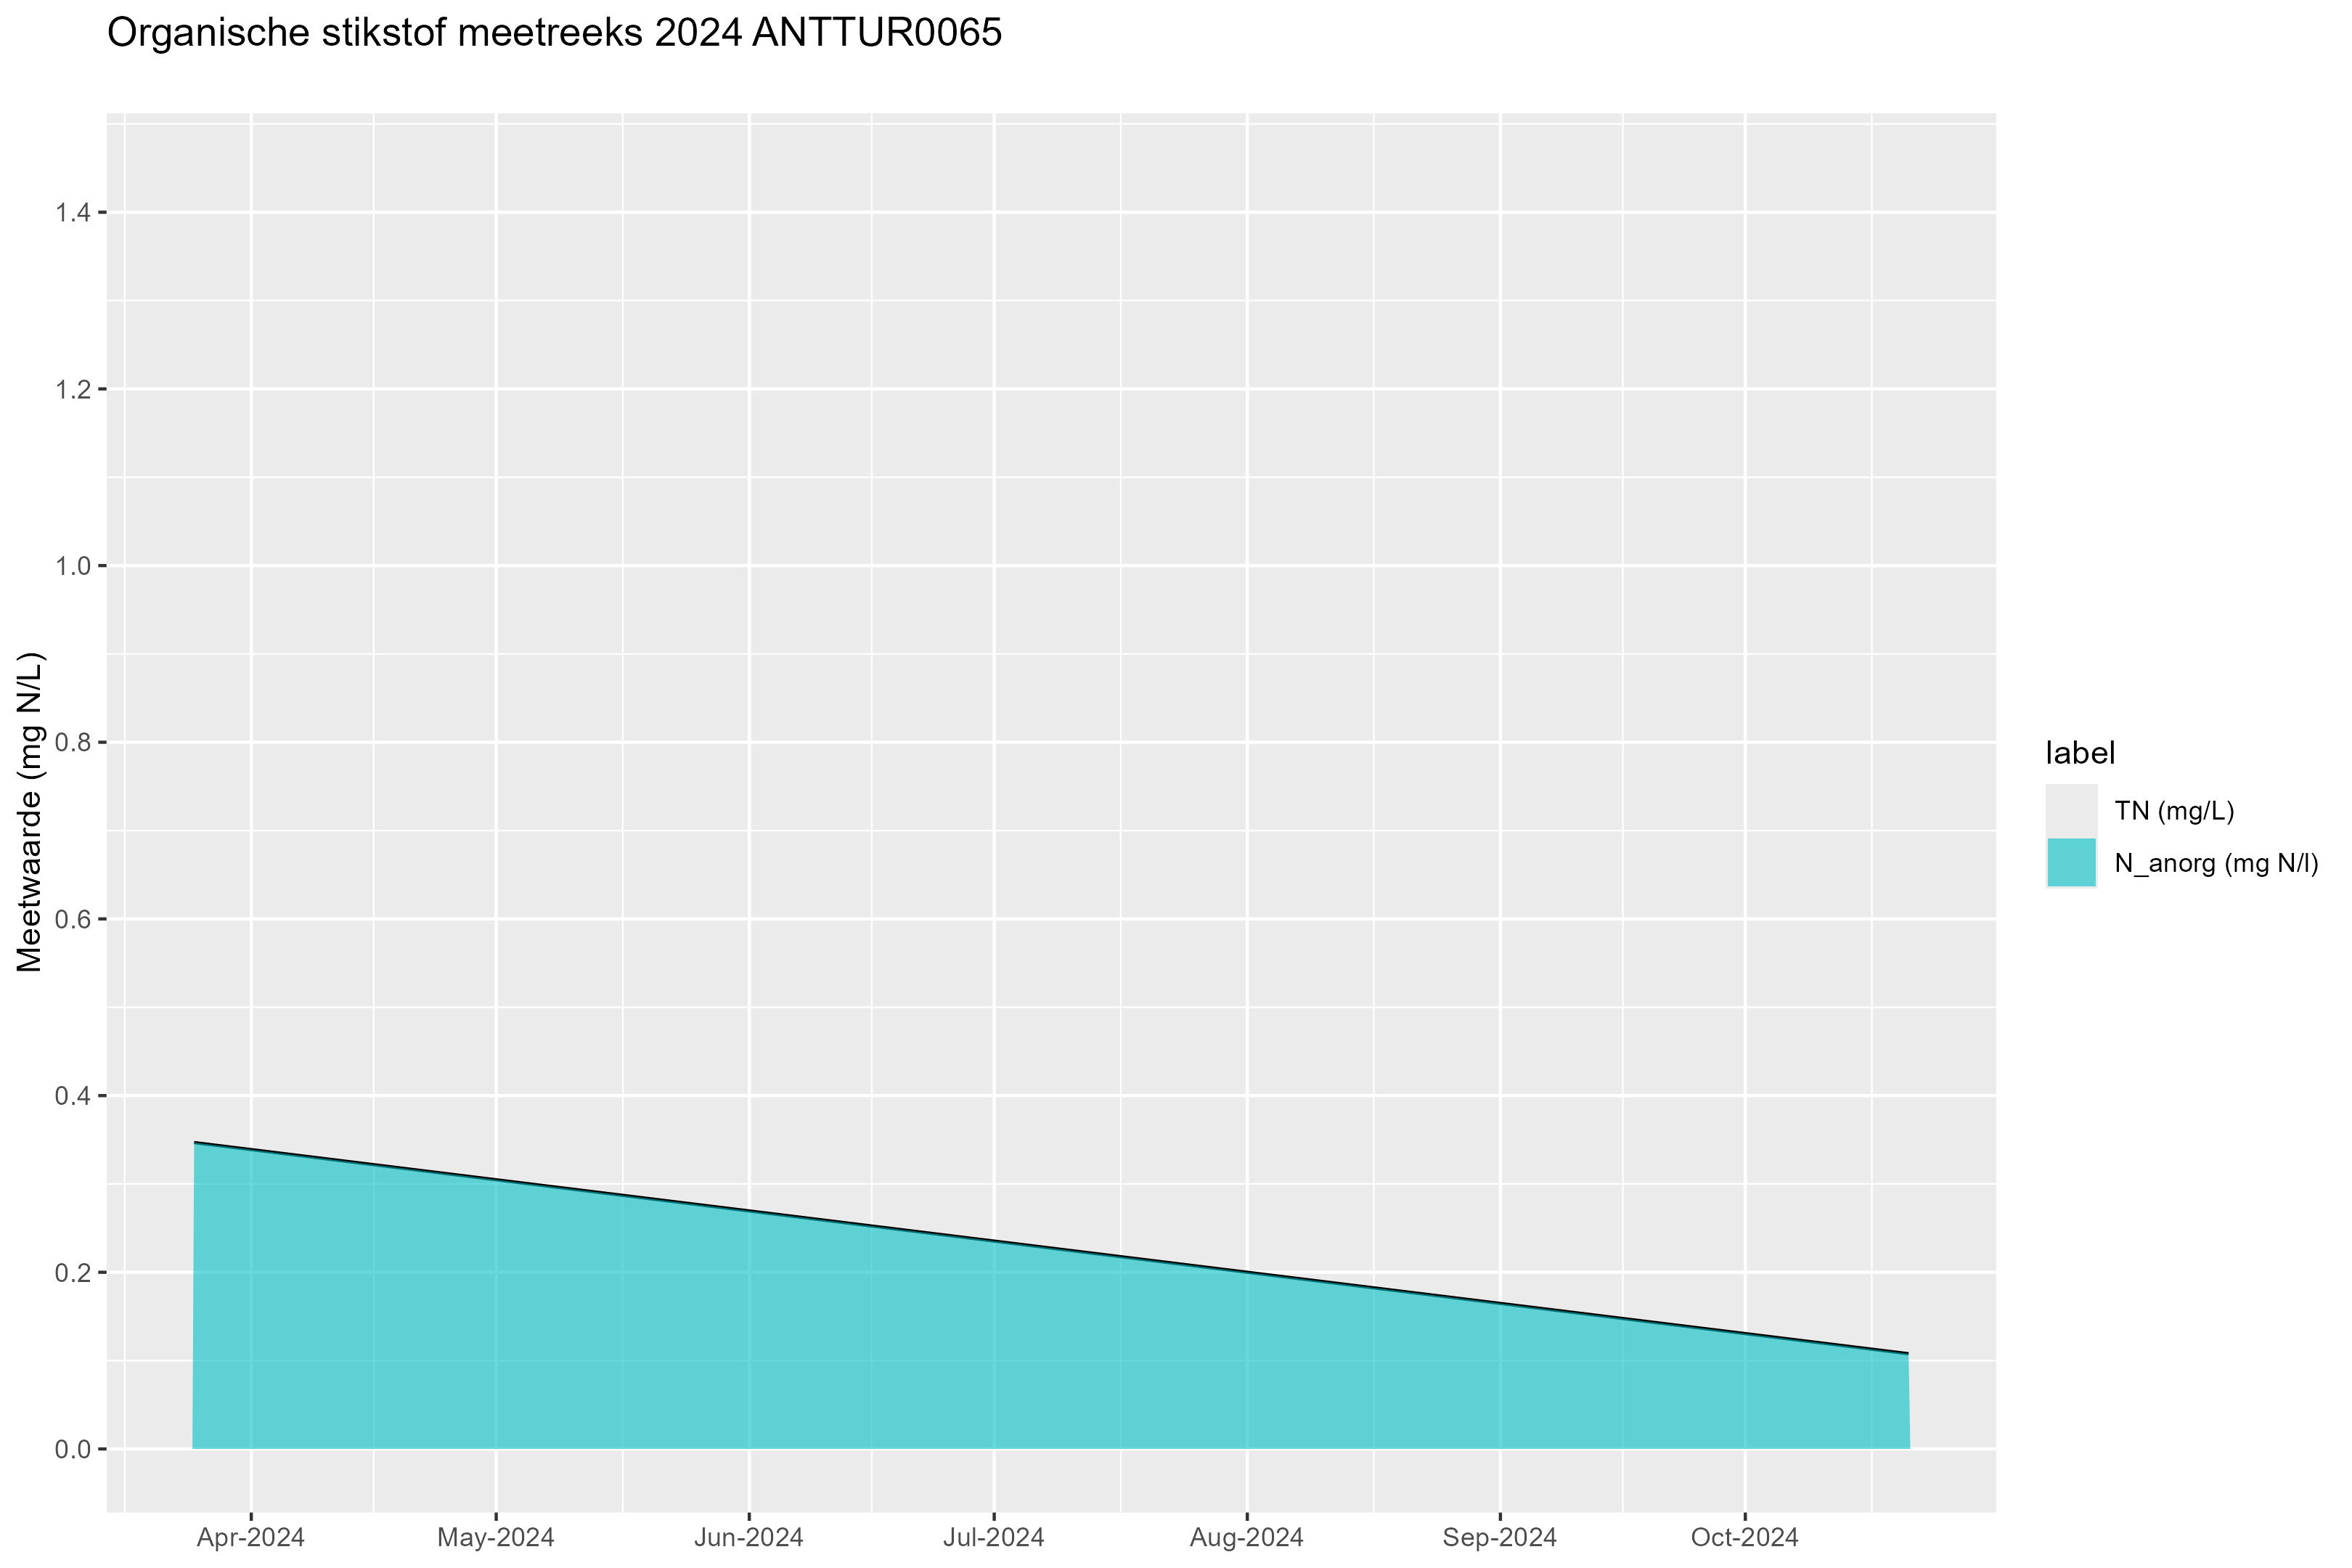 Organische stikstof meetreeks 2024 ANTTUR0065
Meetwaarde (mg N/L)
1.4
1.2
1.0
0.8
0.6
0.4
0.2
0.0
Apr-2024 May-2024 Jun-2024 Jul-2024 Aug-2024 Sep-2024 Oct-2024
label
TN (mg/L)
N_anorg (mg N/l)